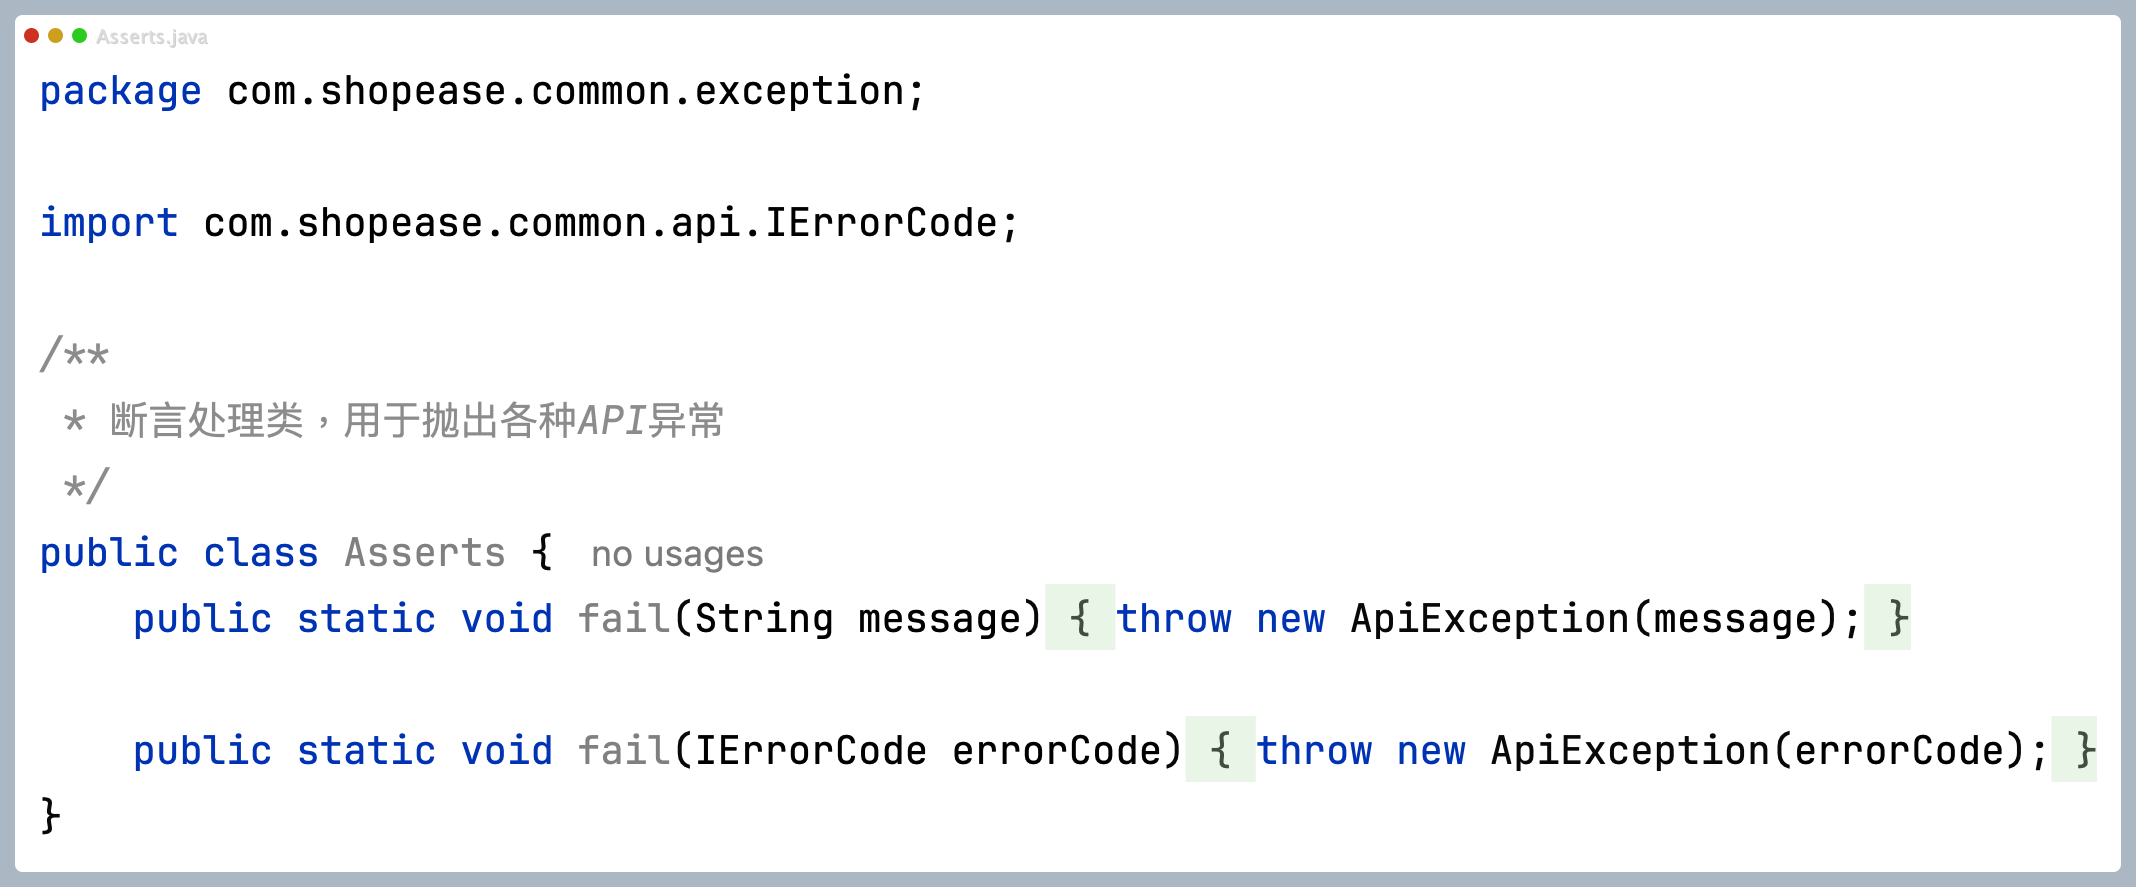 Asserts.java
package com.shopease.common.exception;
import com.shopease.common.api.IErrorCode;
/**
 * 断言处理类，用于抛出各种API异常
 */
public class Asserts {  no usages
    public static void fail(String message) { throw new ApiException(message); }
    public static void fail(IErrorCode errorCode) { throw new ApiException(errorCode); }
}